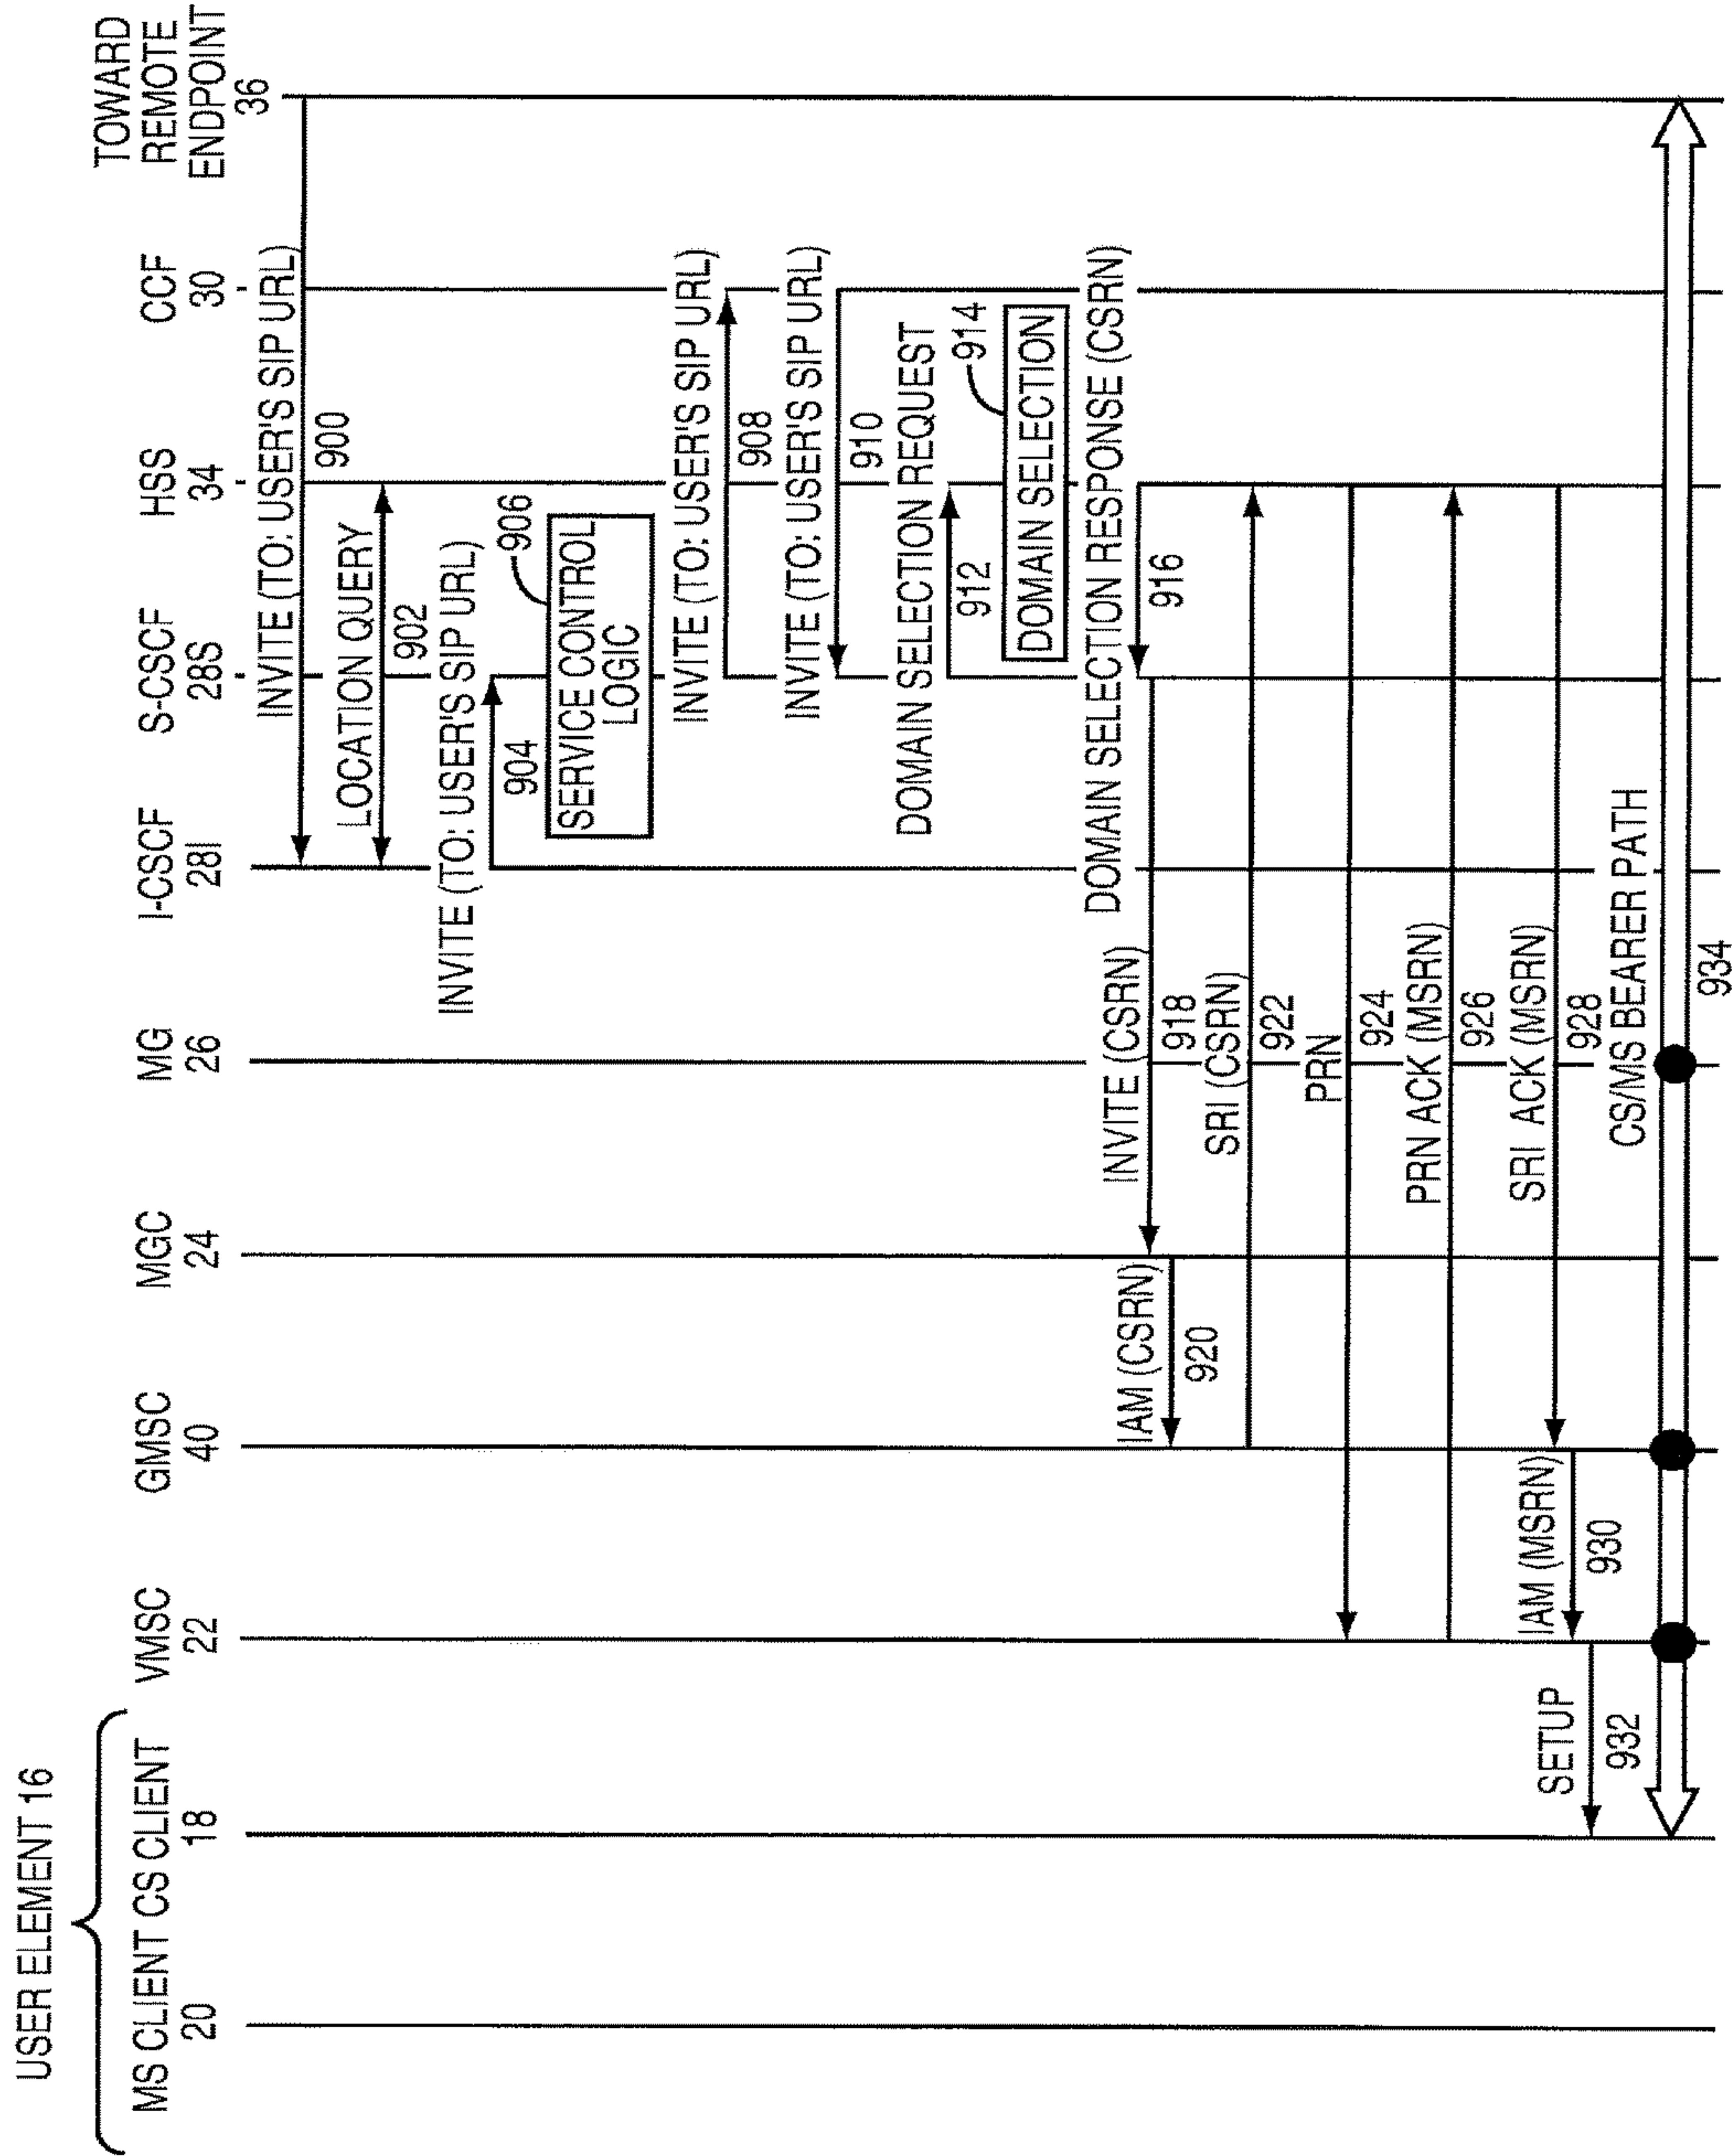 USER ELEMENT 16
MS CLIENT
20
CS CLIENT
18
VMSC
22
GMSC
40
MGC
24
MG
26
I-CSCF
28I
S-CSCF
28S
HSS
34
CCF
30
TOWARD
REMOTE
ENDPOINT
36
INVITE (TO: USER'S SIP URL)
900
LOCATION QUERY
902
INVITE (TO: USER'S SIP URL)
904
906
SERVICE CONTROL
LOGIC
INVITE (TO: USER'S SIP URL)
908
INVITE (TO: USER'S SIP URL)
910
DOMAIN SELECTION REQUEST
912
914
DOMAIN SELECTION
DOMAIN SELECTION RESPONSE (CSRN)
916
INVITE (CSRN)
918
IAM (CSRN)
920
SRI (CSRN)
922
PRN
924
PRN ACK (MSRN)
926
SRI ACK (MSRN)
928
IAM (MSRN)
930
SETUP
932
CS/MS BEARER PATH
934